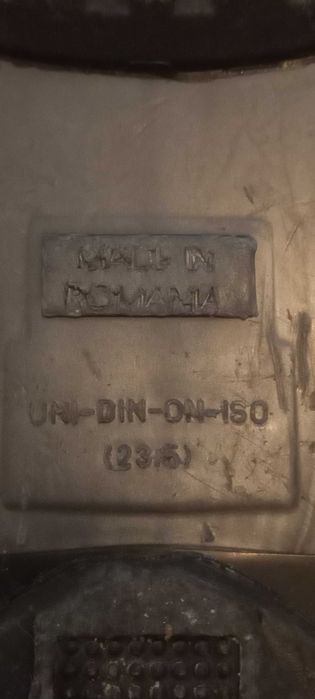 MADE IN
ROMANIA
UNI-DIN-ON-ISO
(23,5)